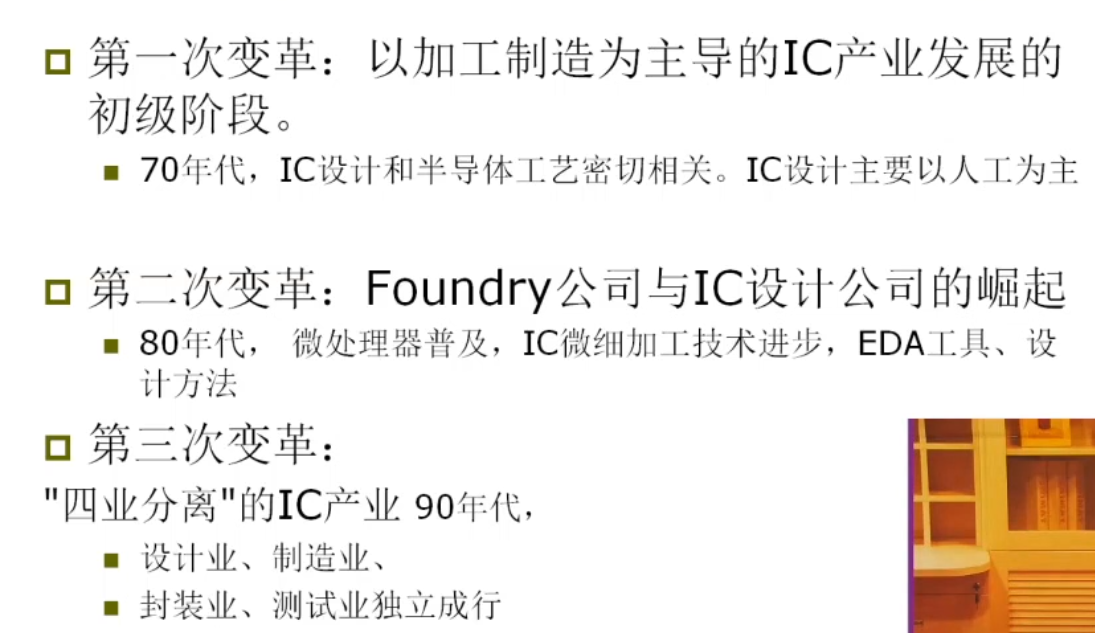 第一次变革：以加工制造为主导的IC产业发展的
初级阶段。
70年代，IC设计和半导体工艺密切相关。IC设计主要以人工为主
第二次变革：Foundry公司与IC设计公司的崛起
80年代， 微处理器普及，IC微细加工技术进步，EDA工具、设
计方法
第三次变革：
"四业分离"的IC产业 90年代，
设计业、制造业、
封装业、测试业独立成行